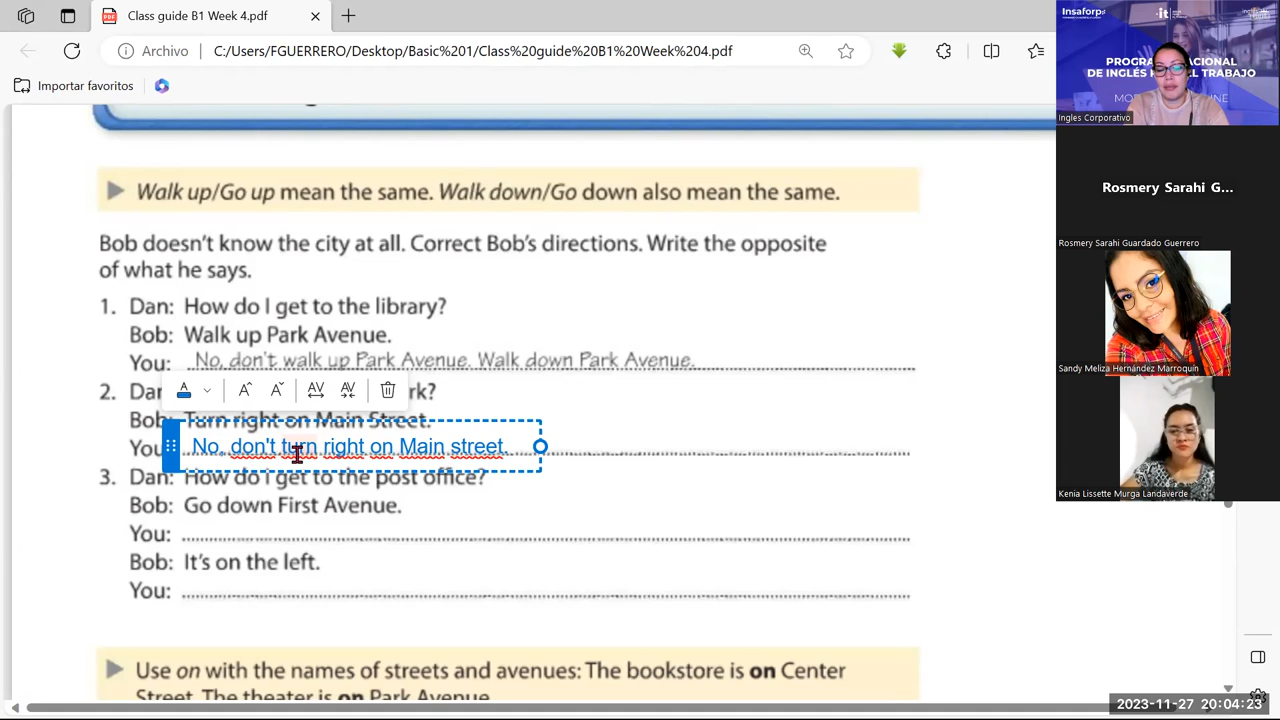 Class guide B1 Week 4.pdf
Archivo
C:/Users/FGUERRERO/Desktop/Basic%201/Class%20guide%20B1%20Week%204.pdf
Importar favoritos
Walk up/Go up mean the same. Walk down/Go down also mean the same.
Bob doesn't know the city at all. Correct Bob's directions. Write the opposite
of what he says.
1. Dan: How do I get to the library?
Bob: Walk up Park Avenue.
You: No, don't walk up Park Avenue. Walk down Park Avenue.
2. Dan
rk?
Bob: Turn right on Main Street.
You No, don't turn right on Main street.
3. Dan: How do I get to the post office?
Bob: Go down First Avenue.
You:
Bob: It's on the left.
You:
Use on with the names of streets and avenues: The bookstore is on Center
Street. The theater is on Park Avenue.
Insaforp
Ingles Corporativo
Rosmery Sarahi G...
Rosmery Sarahi Guardado Guerrero
Sandy Meliza Hernández Marroquin
Kenia Lissette Murga Landaverde
2023-11-27 20:04:23